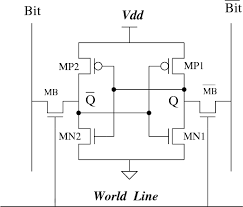 Bit
Vdd
Bit
MP2
MP1
MB
Q
Q
MB
MN2
MN1
World Line